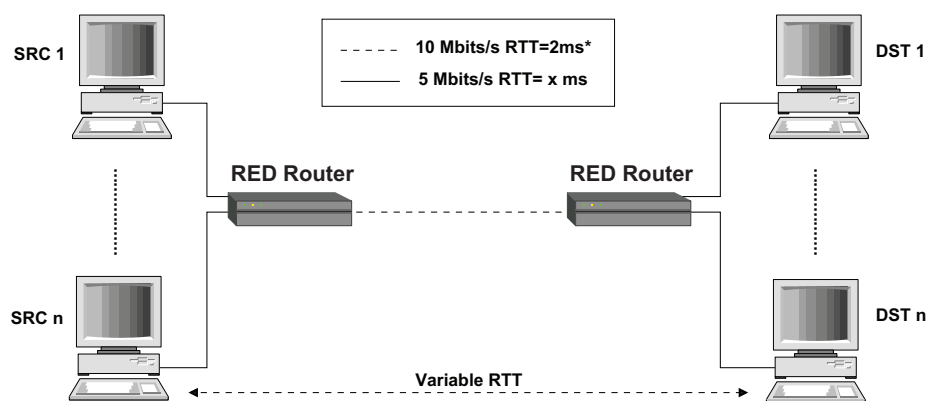 SRC 1
10 Mbits/s RTT=2ms*
5 Mbits/s RTT= x ms
DST 1
RED Router
RED Router
SRC n
DST n
Variable RTT